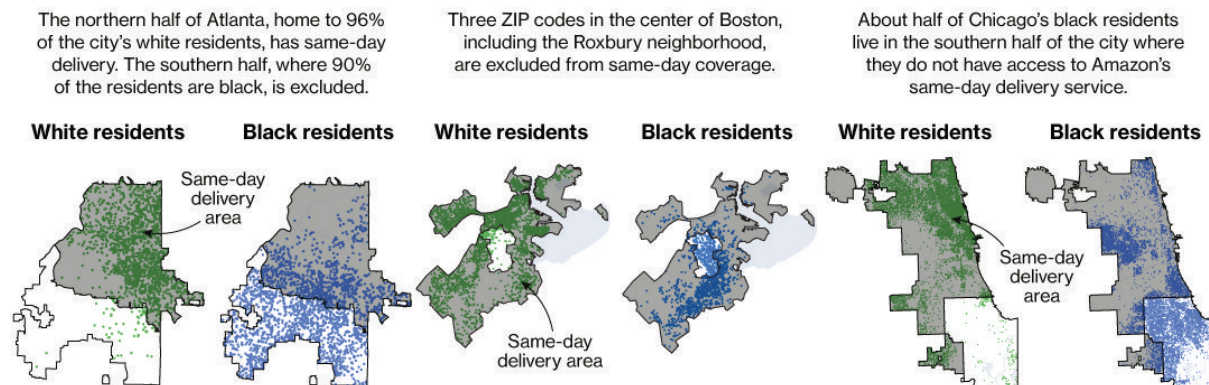 The northern half of Atlanta, home to 96%
of the city's white residents, has same-day
delivery. The southern half, where 90%
of the residents are black, is excluded.
White residents
Black residents
Same-day
delivery
area
Three ZIP codes in the center of Boston,
including the Roxbury neighborhood,
are excluded from same-day coverage.
White residents
Black residents
Same-day
delivery area
About half of Chicago's black residents
live in the southern half of the city where
they do not have access to Amazon's
same-day delivery service.
White residents
Black residents
Same-day
delivery
area